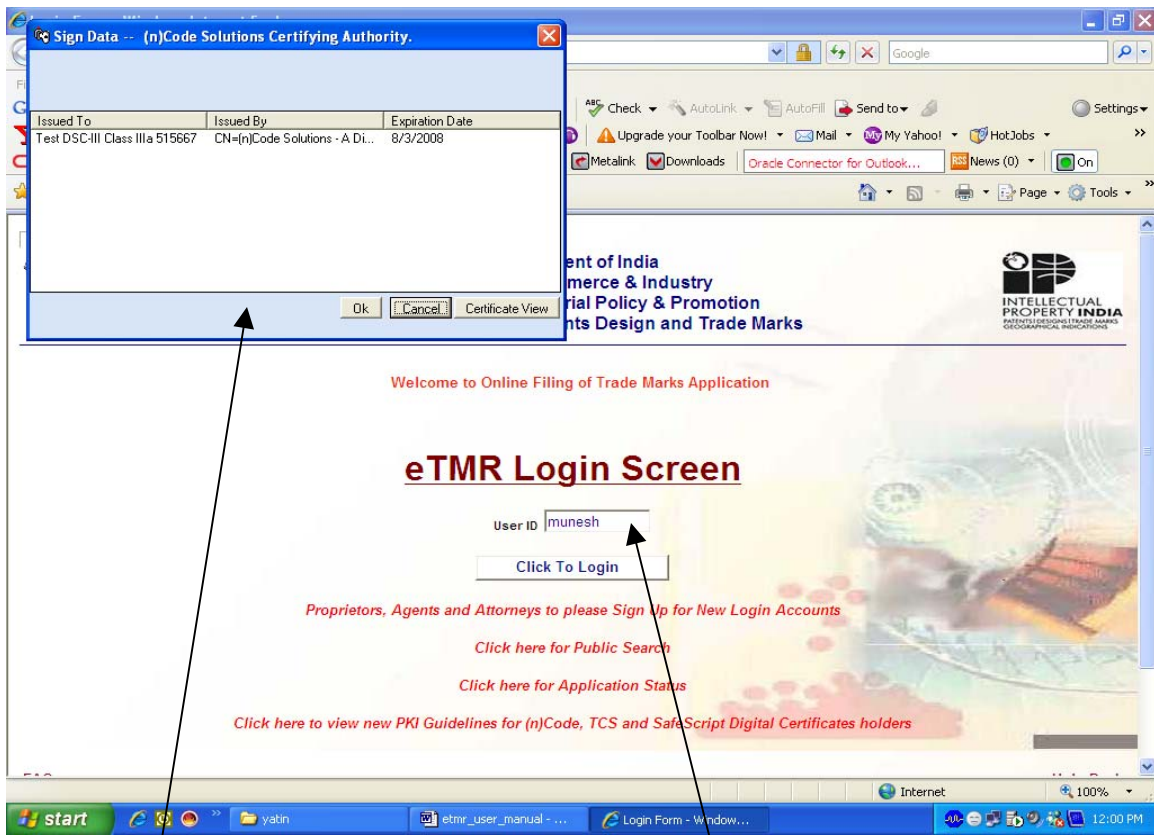 Sign Data -- (n)Code Solutions Certifying Authority.
Google
Issued To Issued By Expiration Date
Test DSC-III Class IIIa 515667 CN=(n)Code Solutions - A Di... 8/3/2008
Ok Cancel Certificate View
Check AutoLink AutoFill Send to Settings
Upgrade your Toolbar Now! Mail My Yahoo! HotJobs »
Metalink Downloads Oracle Connector for Outlook... RSS News (0) On
Page Tools »
ent of India
merce & Industry
rial Policy & Promotion
nts Design and Trade Marks
INTELLECTUAL
PROPERTY INDIA
PATENTS | DESIGNS | TRADE MARKS
GEOGRAPHICAL INDICATIONS
Welcome to Online Filing of Trade Marks Application
eTMR Login Screen
User ID munesh
Click To Login
Proprietors, Agents and Attorneys to please Sign Up for New Login Accounts
Click here for Public Search
Click here for Application Status
Click here to view new PKI Guidelines for (n)Code, TCS and SafeScript Digital Certificates holders
Internet 100%
start » yatin etmr_user_manual - ... Login Form - Window... 12:00 PM